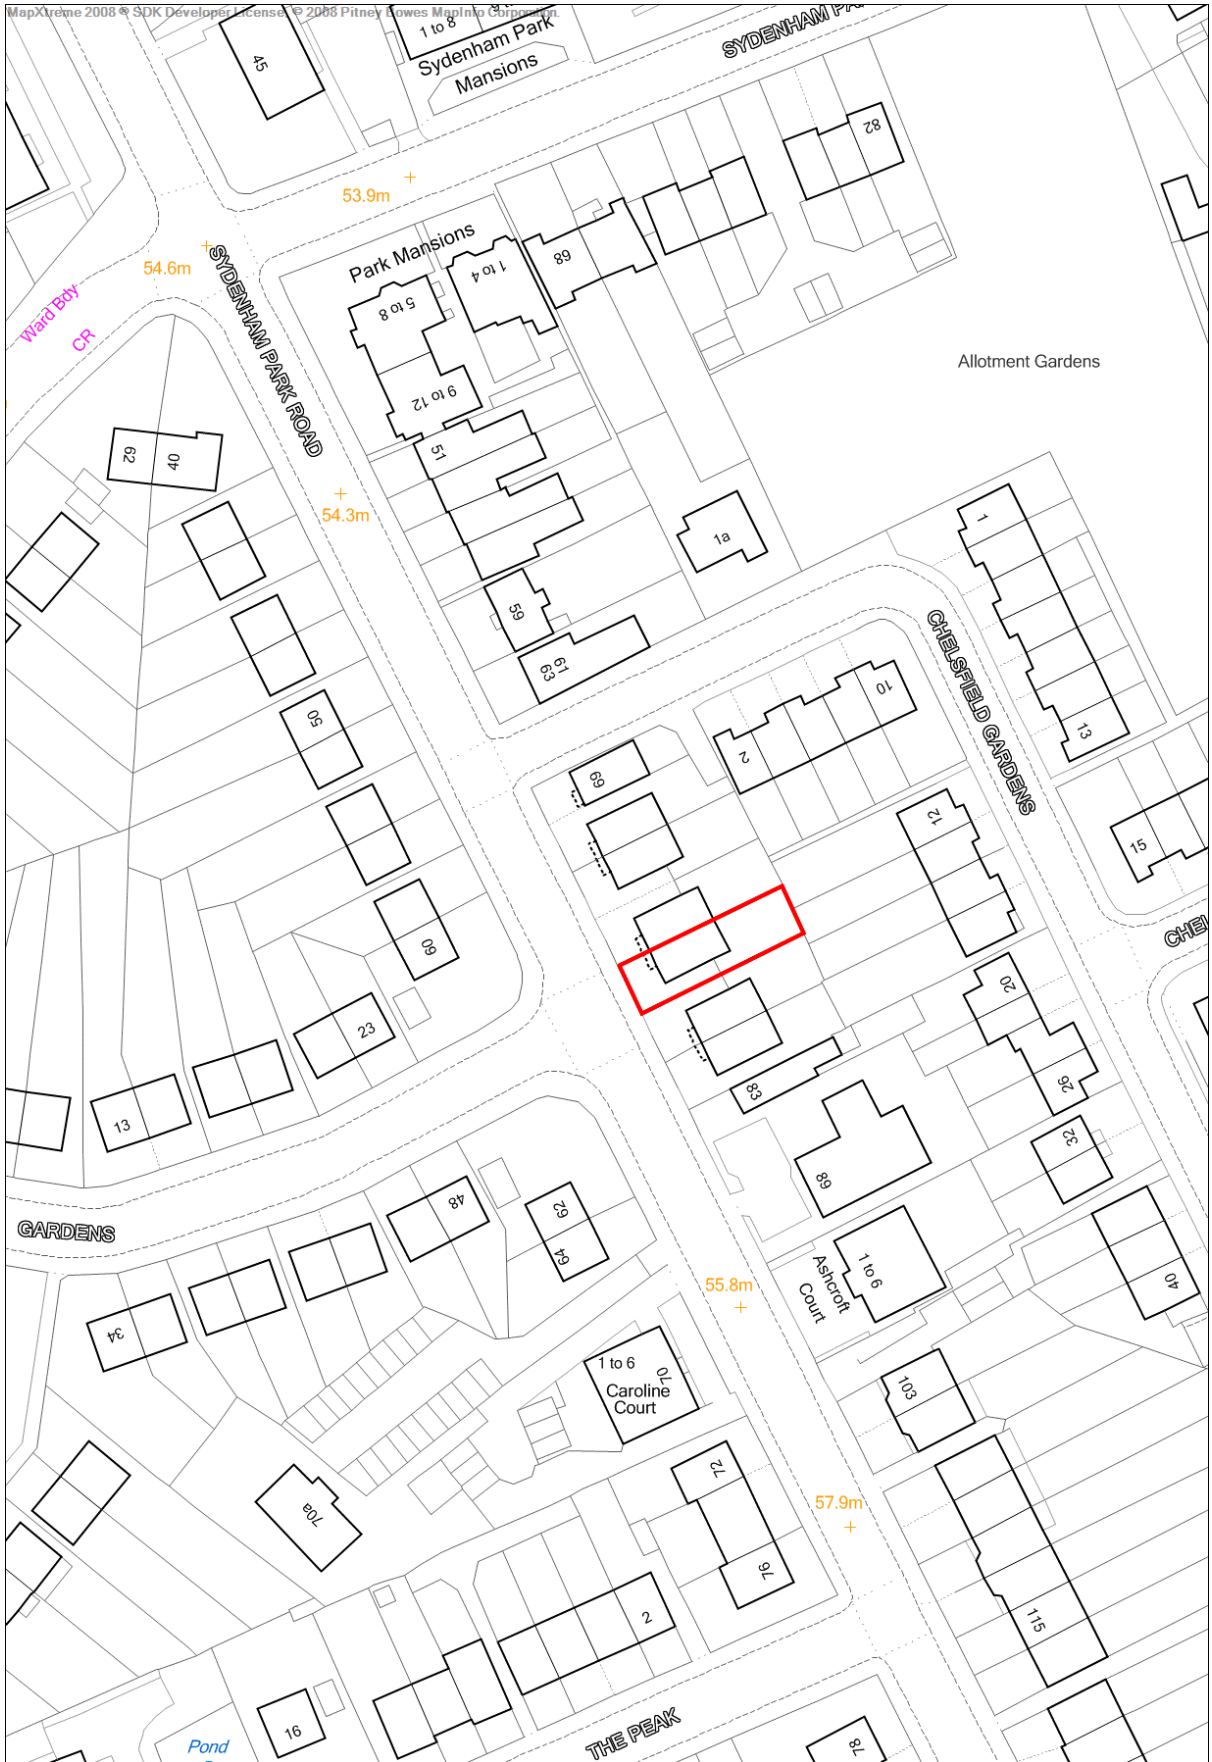 MapXtreme 2008 ® SDK Developer License, © 2008 Pitney Bowes MapInfo Corporation.
1 to 8
Sydenham Park
Mansions
45
SYDENHAM
82
53.9m
54.6m
Park Mansions
1 to 4
68
5 to 8
Ward Bdy
CR
SYDENHAM PARK ROAD
Allotment Gardens
9 to 12
29
40
51
54.3m
1a
1
59
61
63
CHELSFIELD GARDENS
50
10
2
13
69
12
15
60
20
23
13
83
26
32
89
48
62
64
GARDENS
1 to 6
Ashcroft
Court
55.8m
40
34
1 to 6
70
Caroline
Court
103
72
70a
57.9m
76
2
115
16
THE PEAK
Pond
78